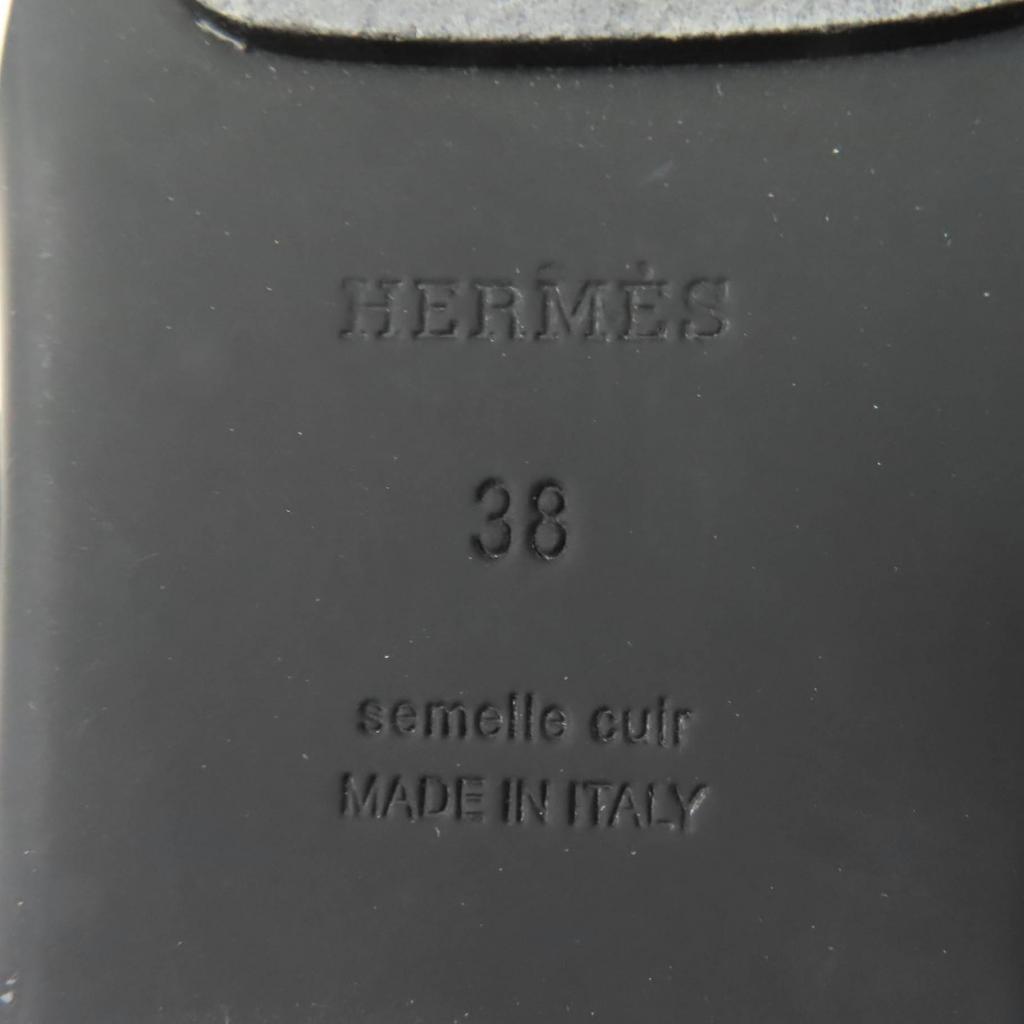 HERMÈS
38
semelle cuir
MADE IN ITALY